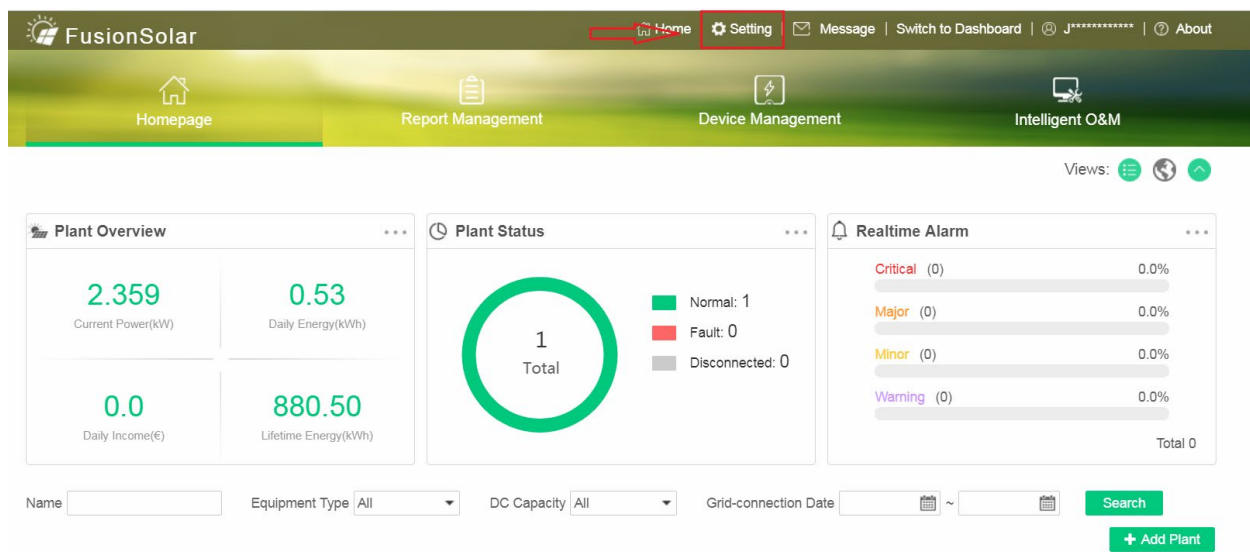 FusionSolar
Home Setting | Message | Switch to Dashboard | J************ | About
Homepage Report Management Device Management Intelligent O&M
Views:
Plant Overview
2.359 0.53
Current Power(kW) Daily Energy(kWh)
0.0 880.50
Daily Income(€) Lifetime Energy(kWh)
Plant Status
1
Total
Normal: 1
Fault: 0
Disconnected: 0
Realtime Alarm
Critical (0) 0.0%
Major (0) 0.0%
Minor (0) 0.0%
Warning (0) 0.0%
Total 0
Name Equipment Type All DC Capacity All Grid-connection Date ~ Search
+ Add Plant